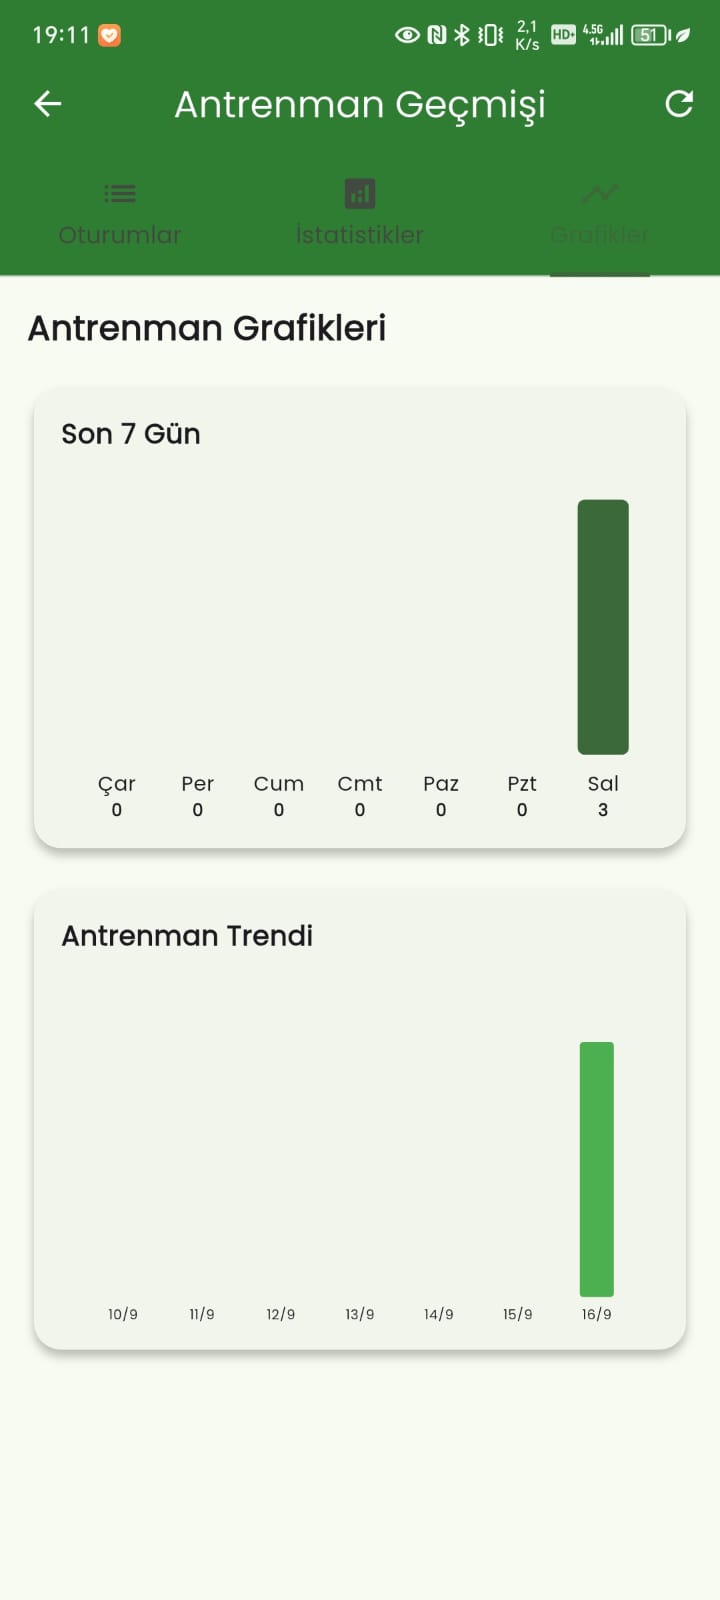 19:11 2,1 K/s HD+ 4.5G 51
Antrenman Geçmişi
Oturumlar İstatistikler Grafikler
Antrenman Grafikleri
Son 7 Gün
Çar Per Cum Cmt Paz Pzt Sal
0 0 0 0 0 0 3
Antrenman Trendi
10/9 11/9 12/9 13/9 14/9 15/9 16/9